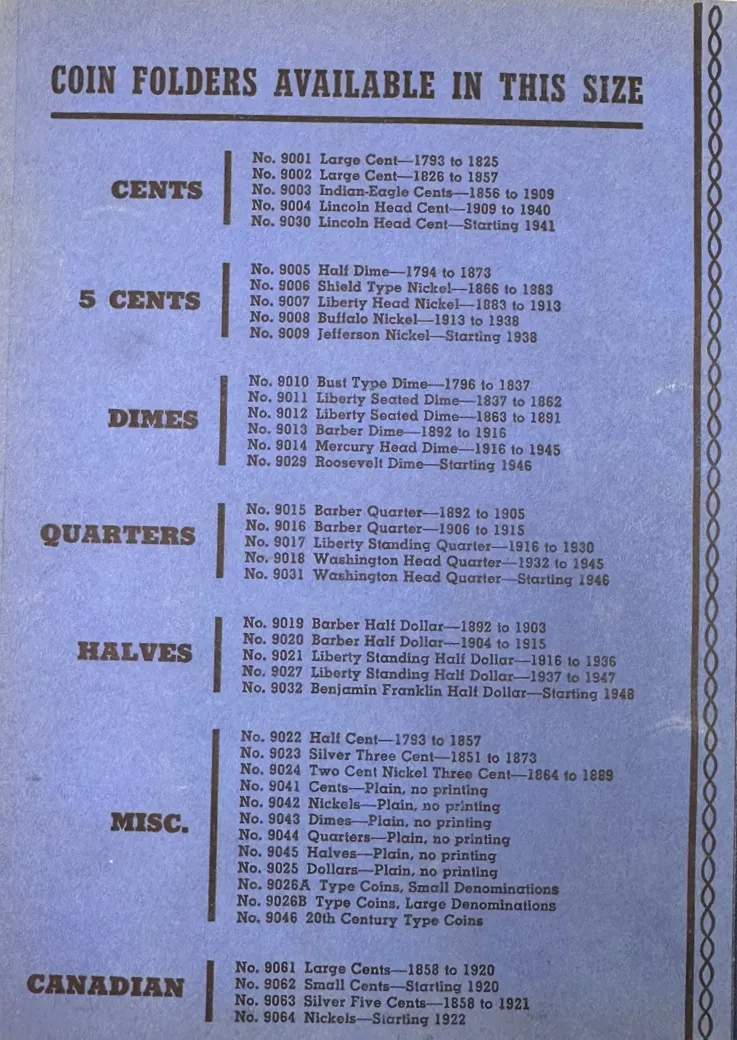 COIN FOLDERS AVAILABLE IN THIS SIZE
CENTS
No. 9001 Large Cent—1793 to 1825
No. 9002 Large Cent—1826 to 1857
No. 9003 Indian-Eagle Cents—1856 to 1909
No. 9004 Lincoln Head Cent—1909 to 1940
No. 9030 Lincoln Head Cent—Starting 1941
5 CENTS
No. 9005 Half Dime—1794 to 1873
No. 9006 Shield Type Nickel—1866 to 1883
No. 9007 Liberty Head Nickel—1883 to 1913
No. 9008 Buffalo Nickel—1913 to 1938
No. 9009 Jefferson Nickel—Starting 1938
DIMES
No. 9010 Bust Type Dime—1796 to 1837
No. 9011 Liberty Seated Dime—1837 to 1862
No. 9012 Liberty Seated Dime—1863 to 1891
No. 9013 Barber Dime—1892 to 1916
No. 9014 Mercury Head Dime—1916 to 1945
No. 9029 Roosevelt Dime—Starting 1946
QUARTERS
No. 9015 Barber Quarter—1892 to 1905
No. 9016 Barber Quarter—1906 to 1915
No. 9017 Liberty Standing Quarter—1916 to 1930
No. 9018 Washington Head Quarter—1932 to 1945
No. 9031 Washington Head Quarter—Starting 1946
HALVES
No. 9019 Barber Half Dollar—1892 to 1903
No. 9020 Barber Half Dollar—1904 to 1915
No. 9021 Liberty Standing Half Dollar—1916 to 1936
No. 9027 Liberty Standing Half Dollar—1937 to 1947
No. 9032 Benjamin Franklin Half Dollar—Starting 1948
MISC.
No. 9022 Half Cent—1793 to 1857
No. 9023 Silver Three Cent—1851 to 1873
No. 9024 Two Cent Nickel Three Cent—1864 to 1889
No. 9041 Cents—Plain, no printing
No. 9042 Nickels—Plain, no printing
No. 9043 Dimes—Plain, no printing
No. 9044 Quarters—Plain, no printing
No. 9045 Halves—Plain, no printing
No. 9025 Dollars—Plain, no printing
No. 9026A Type Coins, Small Denominations
No. 9026B Type Coins, Large Denominations
No. 9046 20th Century Type Coins
CANADIAN
No. 9061 Large Cents—1858 to 1920
No. 9062 Small Cents—Starting 1920
No. 9063 Silver Five Cents—1858 to 1921
No. 9064 Nickels—Starting 1922